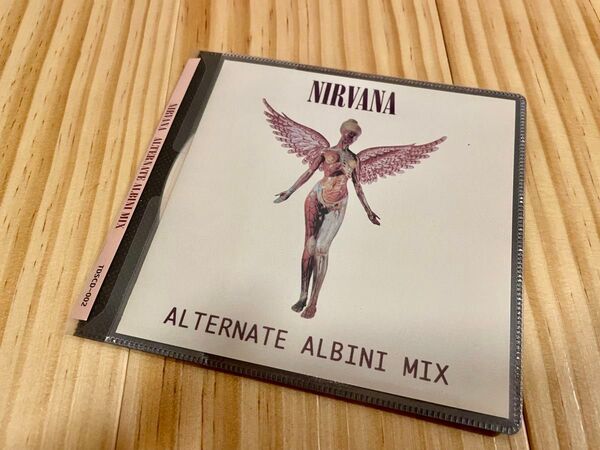 NIRVANA
ALTERNATE ALBINI MIX
NIRVANA ALTERNATE ALBINI MIX
TDSCD-002